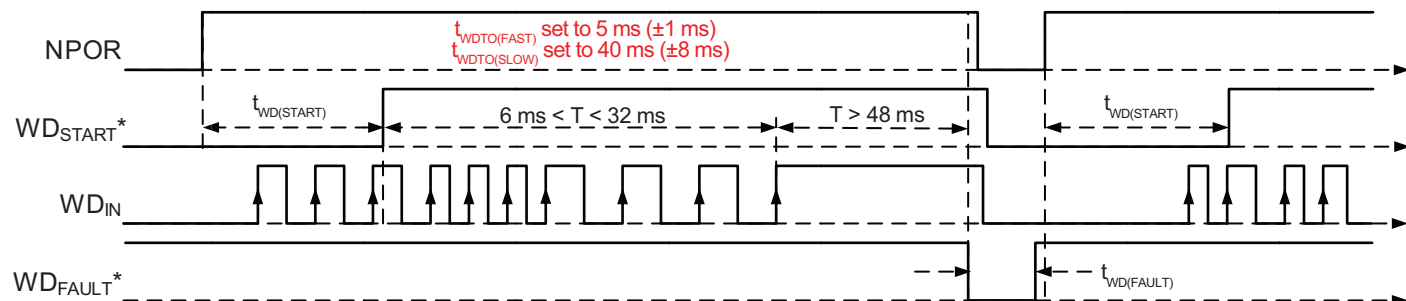 NPOR
tWDTO(FAST) set to 5 ms (±1 ms)
tWDTO(SLOW) set to 40 ms (±8 ms)
WDSTART*
tWD(START)
6 ms < T < 32 ms
T > 48 ms
tWD(START)
WDIN
WDFAULT*
tWD(FAULT)